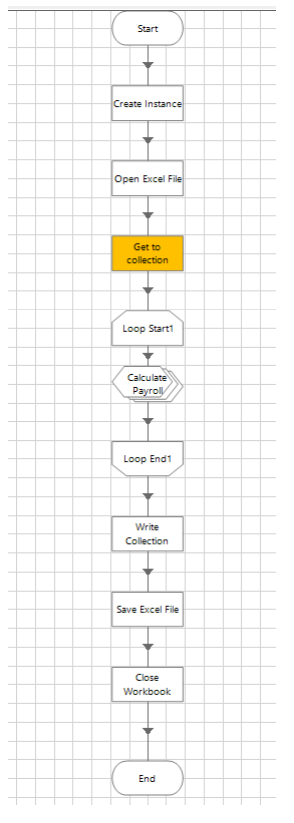 Start
Create Instance
Open Excel File
Get to
collection
Loop Start1
Calculate
Payroll
Loop End1
Write
Collection
Save Excel File
Close
Workbook
End